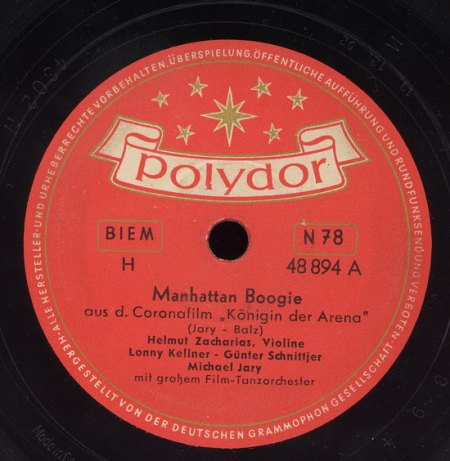 ALLE HERSTELLER- UND URHEBERRECHTE VORBEHALTEN. ÜBERSPIELUNG, ÖFFENTLICHE AUFFÜHRUNG UND RUNDFUNKSENDUNG VERBOTEN
polydor
BIEM
N 78
H
48 894 A
Manhattan Boogie
aus d. Coronafilm „Königin der Arena"
(Jary - Balz)
Helmut Zacharias, Violine
Lonny Kellner - Günter Schnittjer
Michael Jary
mit großem Film-Tanzorchester
HERGESTELLT VON DER DEUTSCHEN GRAMMOPHON GESELLSCHAFT